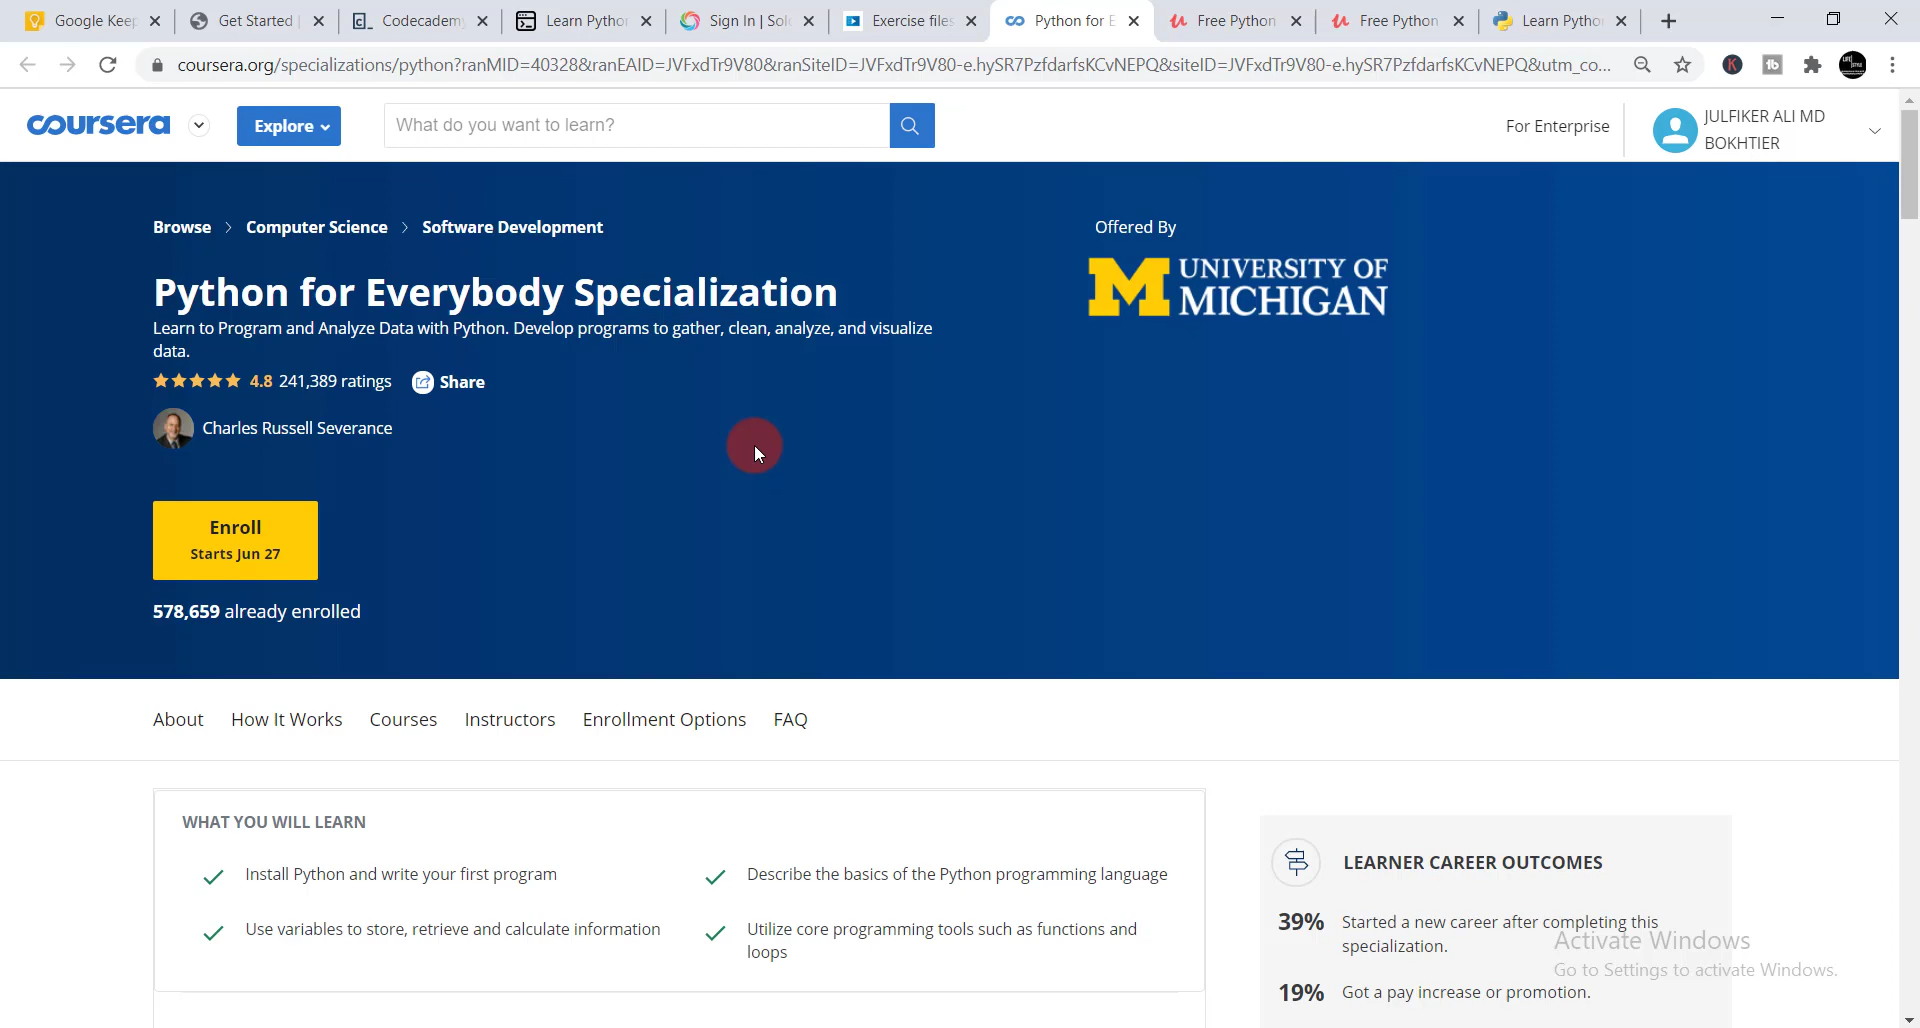 Google Keep
Get Started
Codecademy
Learn Python
Sign In | Solo
Exercise files
Python for E
Free Python
Free Python
Learn Python
coursera.org/specializations/python?ranMID=40328&ranEAID=JVFxdTr9V80&ranSiteID=JVFxdTr9V80-e.hySR7PzfdarfsKCvNEPQ&siteID=JVFxdTr9V80-e.hySR7PzfdarfsKCvNEPQ&utm_co...
coursera
Explore
What do you want to learn?
For Enterprise
JULFIKER ALI MD
BOKHTIER
Browse > Computer Science > Software Development
Offered By
M UNIVERSITY OF
MICHIGAN
Python for Everybody Specialization
Learn to Program and Analyze Data with Python. Develop programs to gather, clean, analyze, and visualize
data.
4.8 241,389 ratings
Share
Charles Russell Severance
Enroll
Starts Jun 27
578,659 already enrolled
About
How It Works
Courses
Instructors
Enrollment Options
FAQ
WHAT YOU WILL LEARN
Install Python and write your first program
Describe the basics of the Python programming language
Use variables to store, retrieve and calculate information
Utilize core programming tools such as functions and
loops
LEARNER CAREER OUTCOMES
39% Started a new career after completing this
specialization.
19% Got a pay increase or promotion.
Activate Windows
Go to Settings to activate Windows.